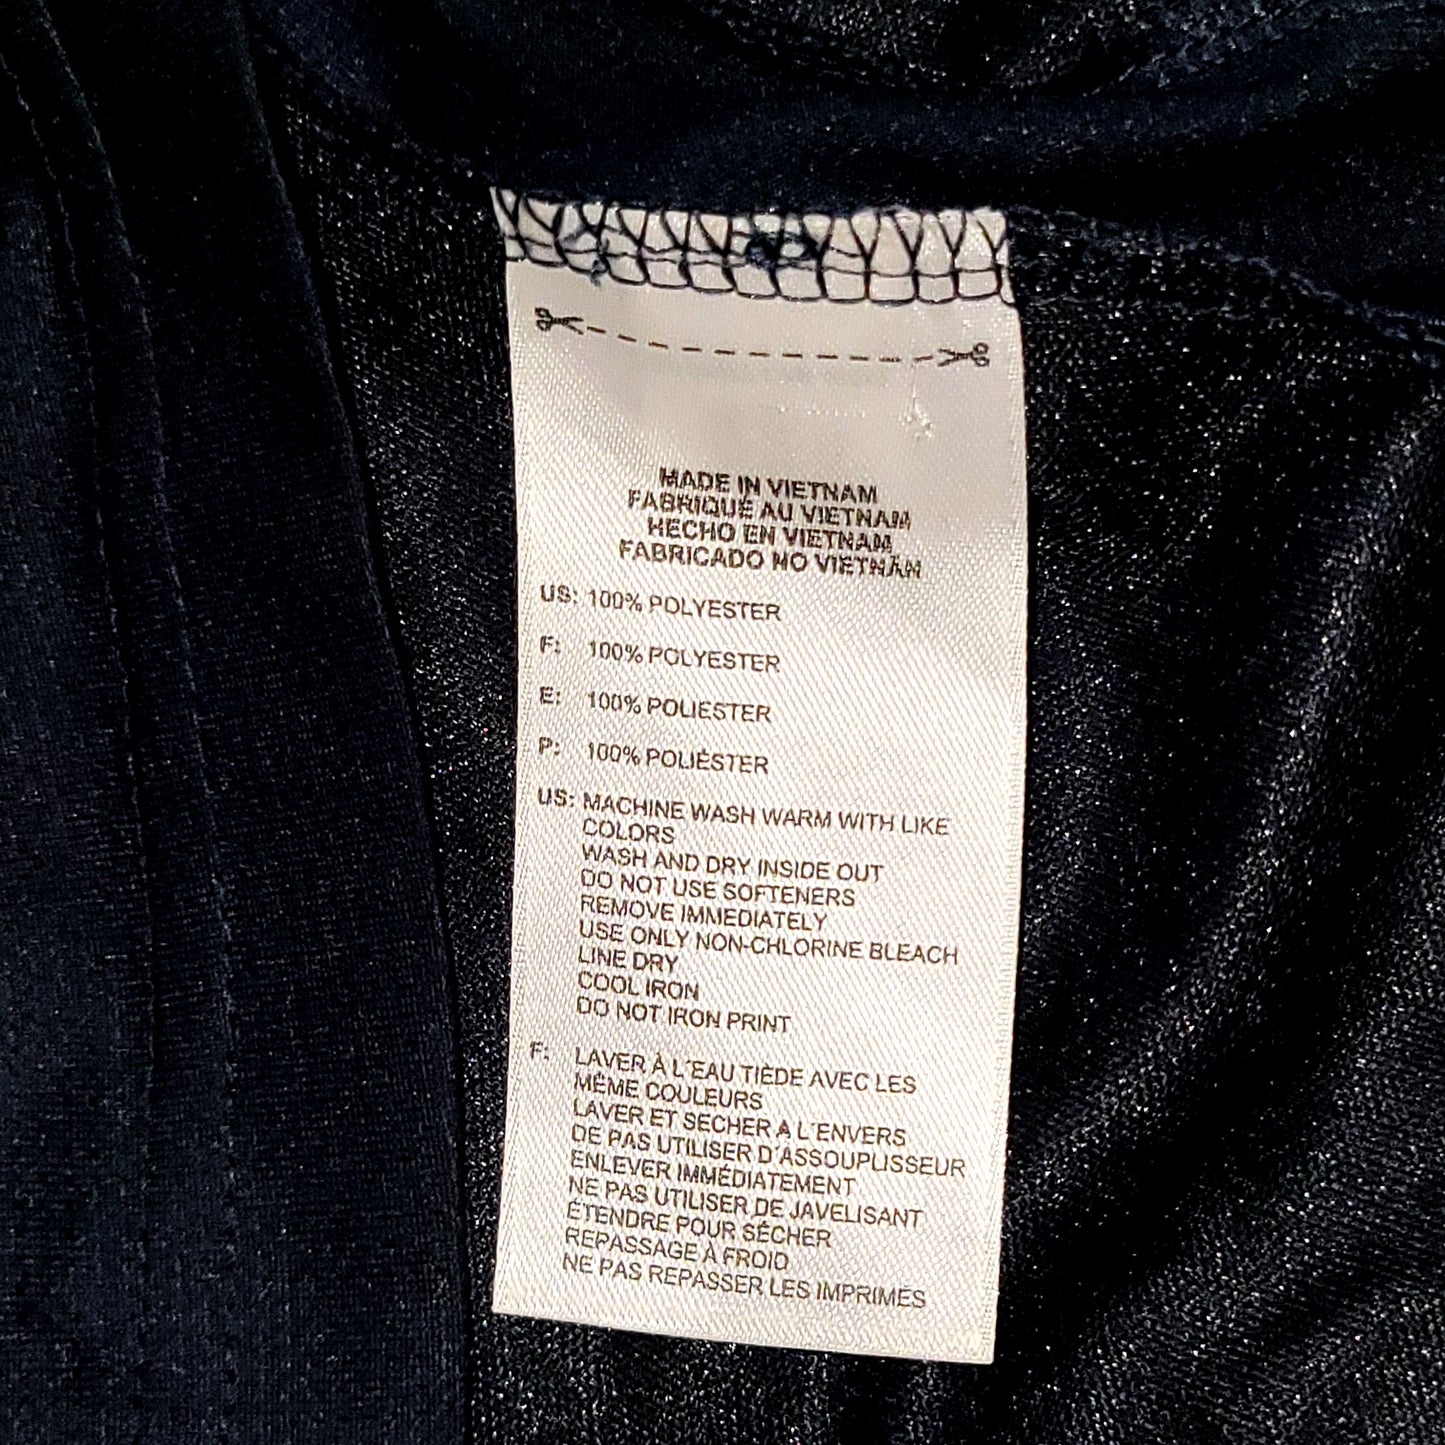 MADE IN VIETNAM
FABRIQUÉ AU VIETNAM
HECHO EN VIETNAM
FABRICADO NO VIETNÃN
US: 100% POLYESTER
F: 100% POLYESTER
E: 100% POLIESTER
P: 100% POLIÉSTER
US: MACHINE WASH WARM WITH LIKE
COLORS
WASH AND DRY INSIDE OUT
DO NOT USE SOFTENERS
REMOVE IMMEDIATELY
USE ONLY NON-CHLORINE BLEACH
LINE DRY
COOL IRON
DO NOT IRON PRINT
F: LAVER À L'EAU TIÈDE AVEC LES
MÊME COULEURS
LAVER ET SECHER A L'ENVERS
DE PAS UTILISER D'ASSOUPLISSEUR
ENLEVER IMMÉDIATEMENT
NE PAS UTILISER DE JAVELISANT
ÉTENDRE POUR SÉCHER
REPASSAGE À FROID
NE PAS REPASSER LES IMPRIMÉS